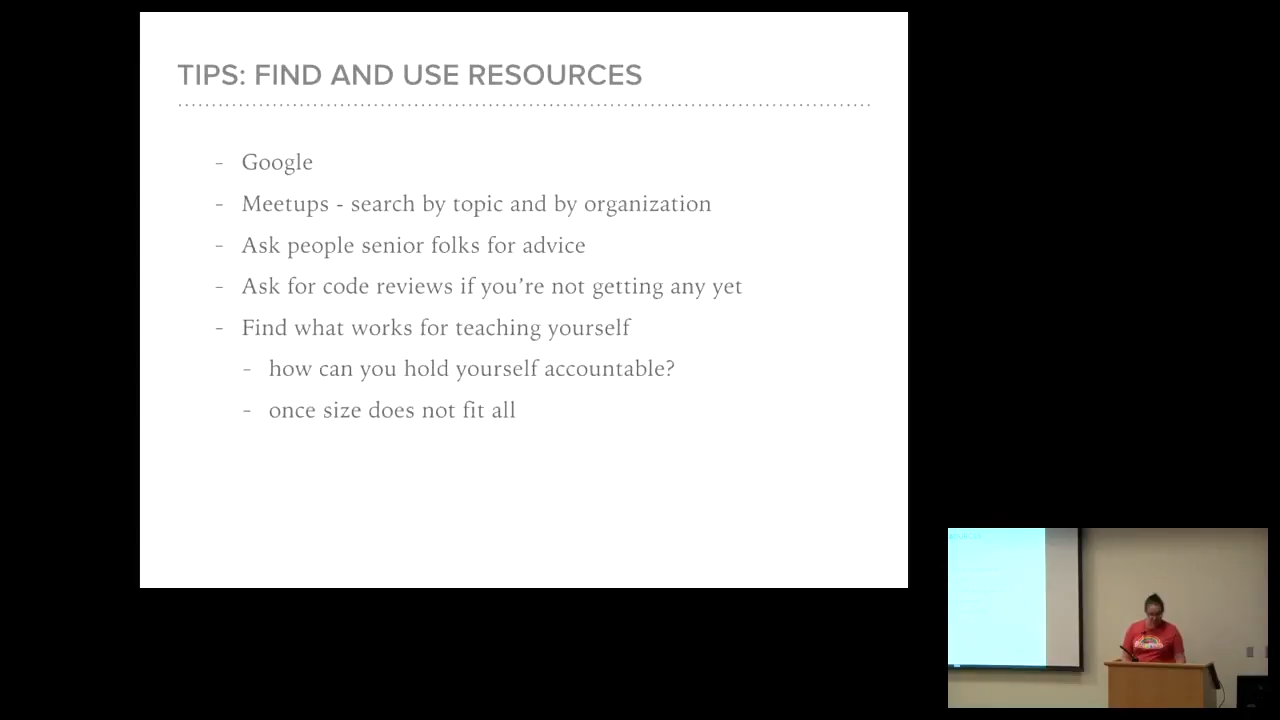 TIPS: FIND AND USE RESOURCES
- Google
- Meetups - search by topic and by organization
- Ask people senior folks for advice
- Ask for code reviews if you're not getting any yet
- Find what works for teaching yourself
- how can you hold yourself accountable?
- once size does not fit all